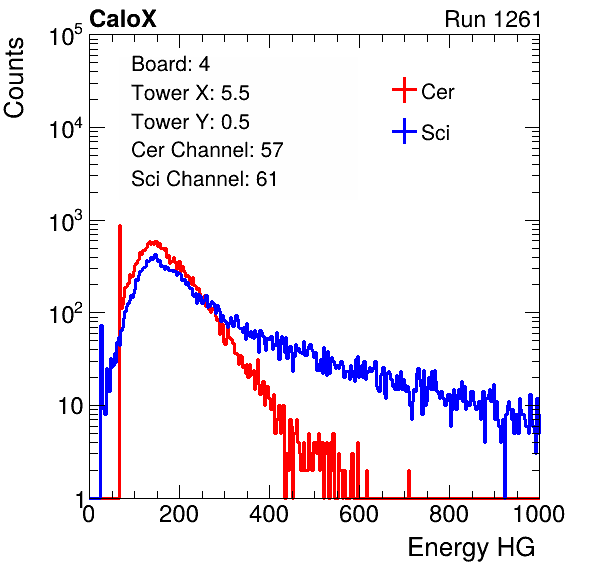 CaloX Run 1261
Counts
10^5
10^4
10^3
10^2
10
1
Board: 4
Tower X: 5.5
Tower Y: 0.5
Cer Channel: 57
Sci Channel: 61
Cer
Sci
0 200 400 600 800 1000
Energy HG